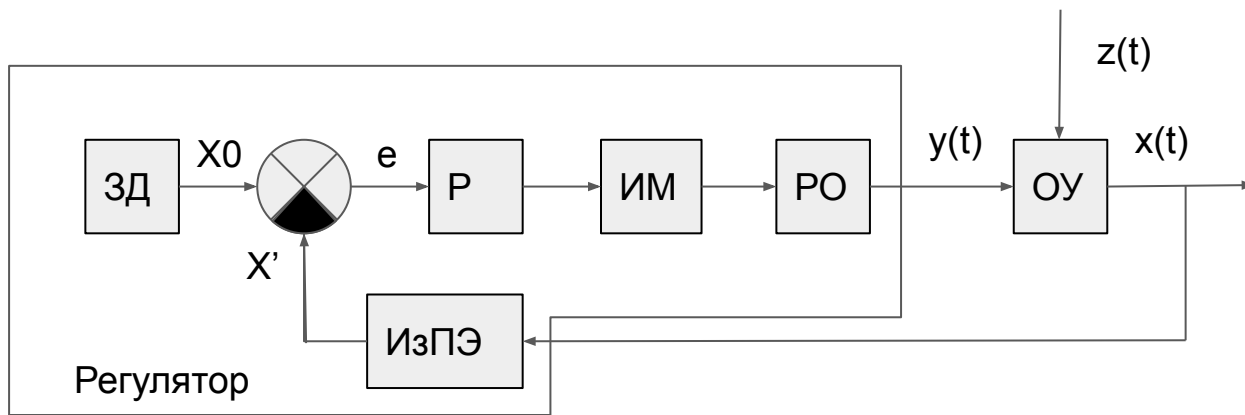 z(t)
X0
e
y(t)
x(t)
ЗД
Р
ИМ
РО
ОУ
X’
ИзПЭ
Регулятор